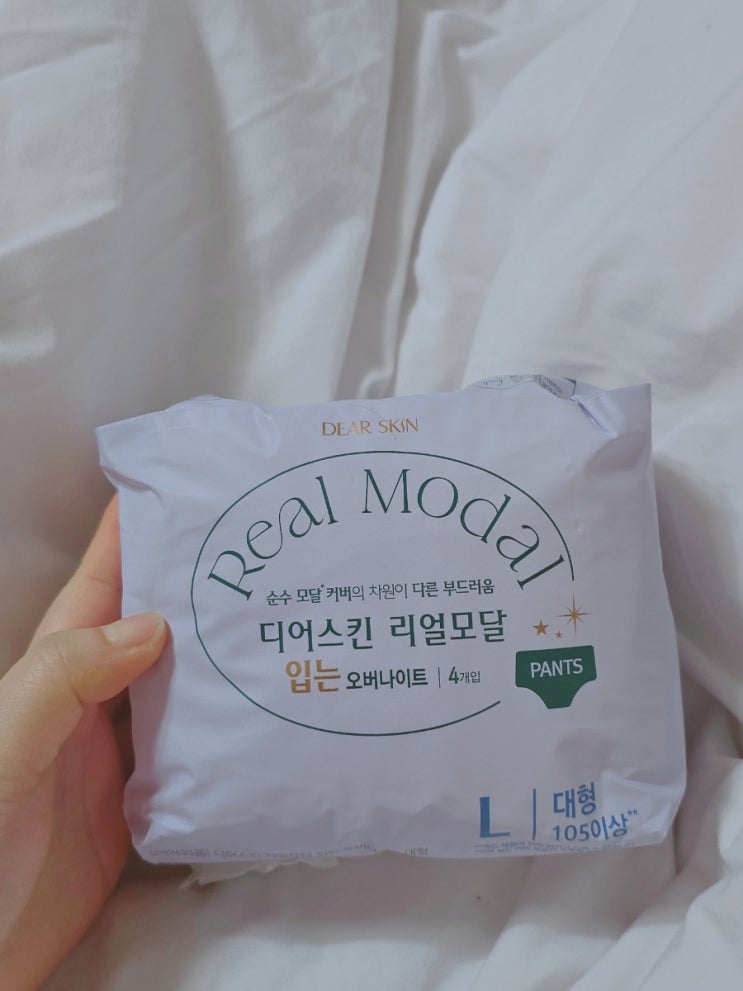 DEAR SKIN
Real Modal
순수 모달* 커버의 차원이 다른 부드러움
디어스킨 리얼모달
입는 오버나이트 | 4개입
PANTS
L | 대형
105이상**